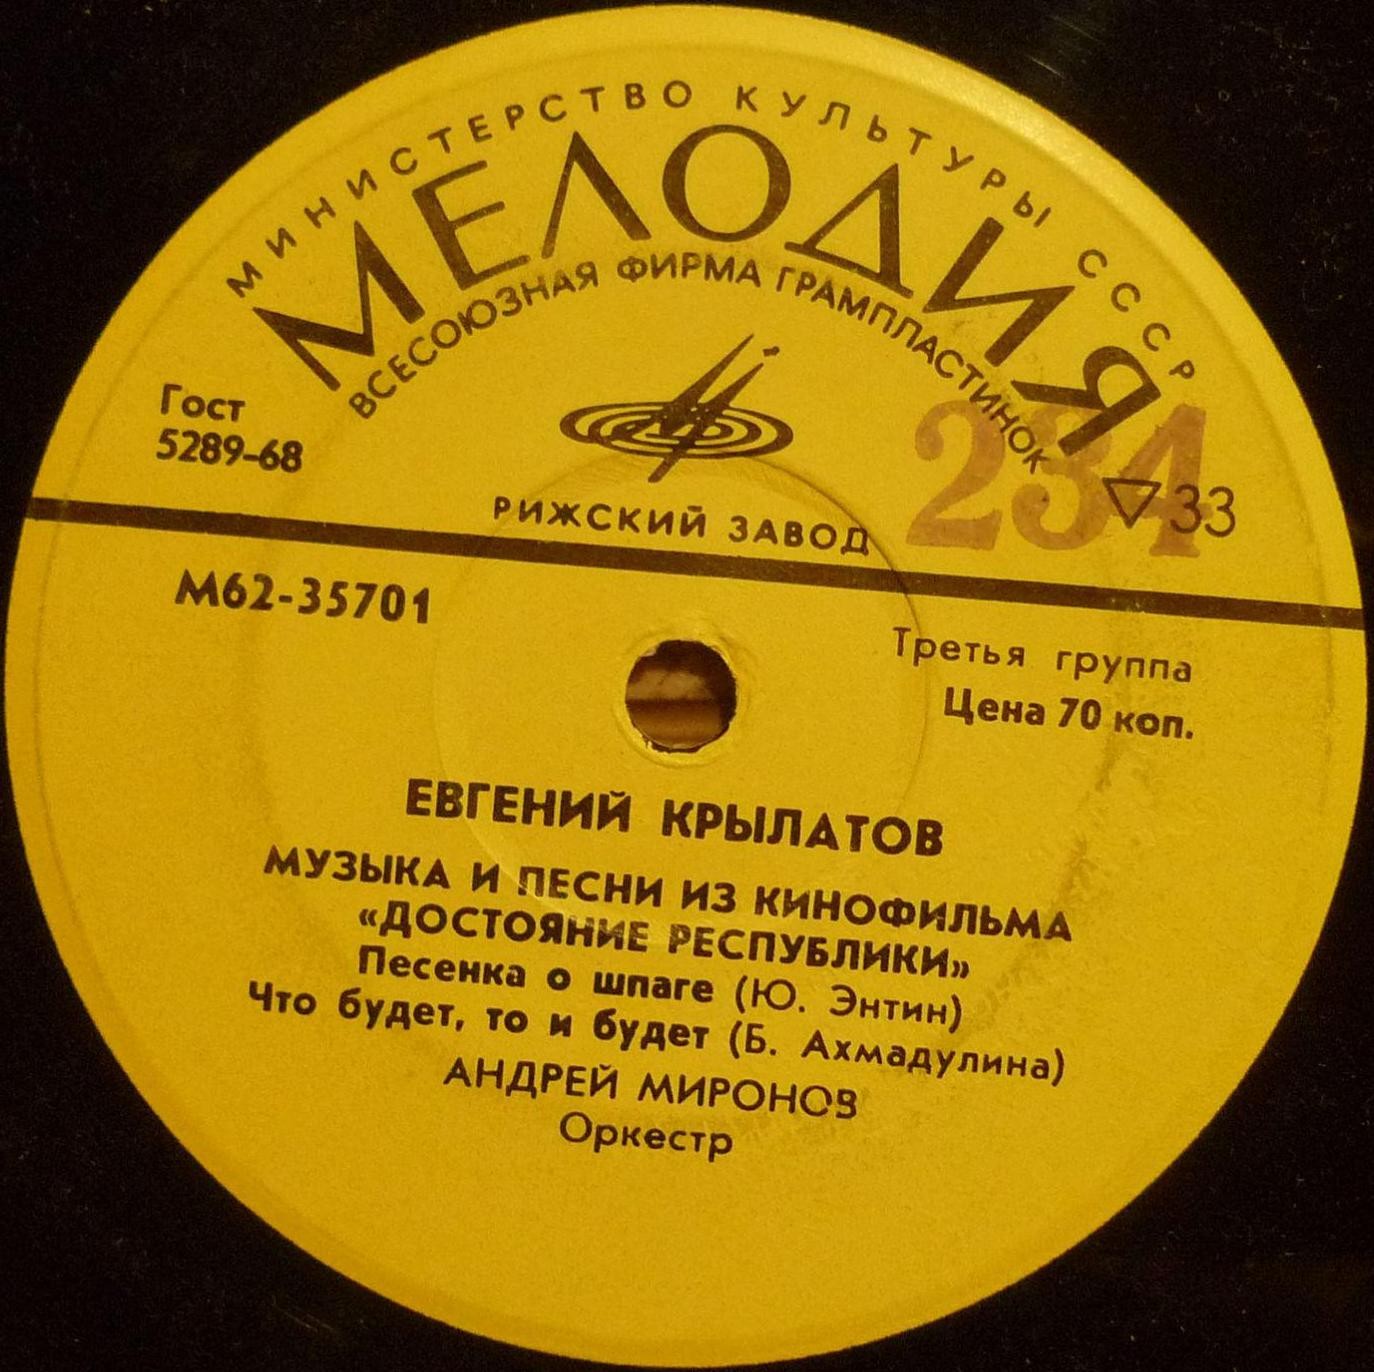 МИНИСТЕРСТВО КУЛЬТУРЫ СССР
МЕЛОДИЯ
ВСЕСОЮЗНАЯ ФИРМА ГРАМПЛАСТИНОК
Гост
5289-68
234
33
РИЖСКИЙ ЗАВОД
М62-35701
Третья группа
Цена 70 коп.
ЕВГЕНИЙ КРЫЛАТОВ
МУЗЫКА И ПЕСНИ ИЗ КИНОФИЛЬМА
«ДОСТОЯНИЕ РЕСПУБЛИКИ»
Песенка о шпаге (Ю. Энтин)
Что будет, то и будет (Б. Ахмадулина)
АНДРЕЙ МИРОНОВ
Оркестр